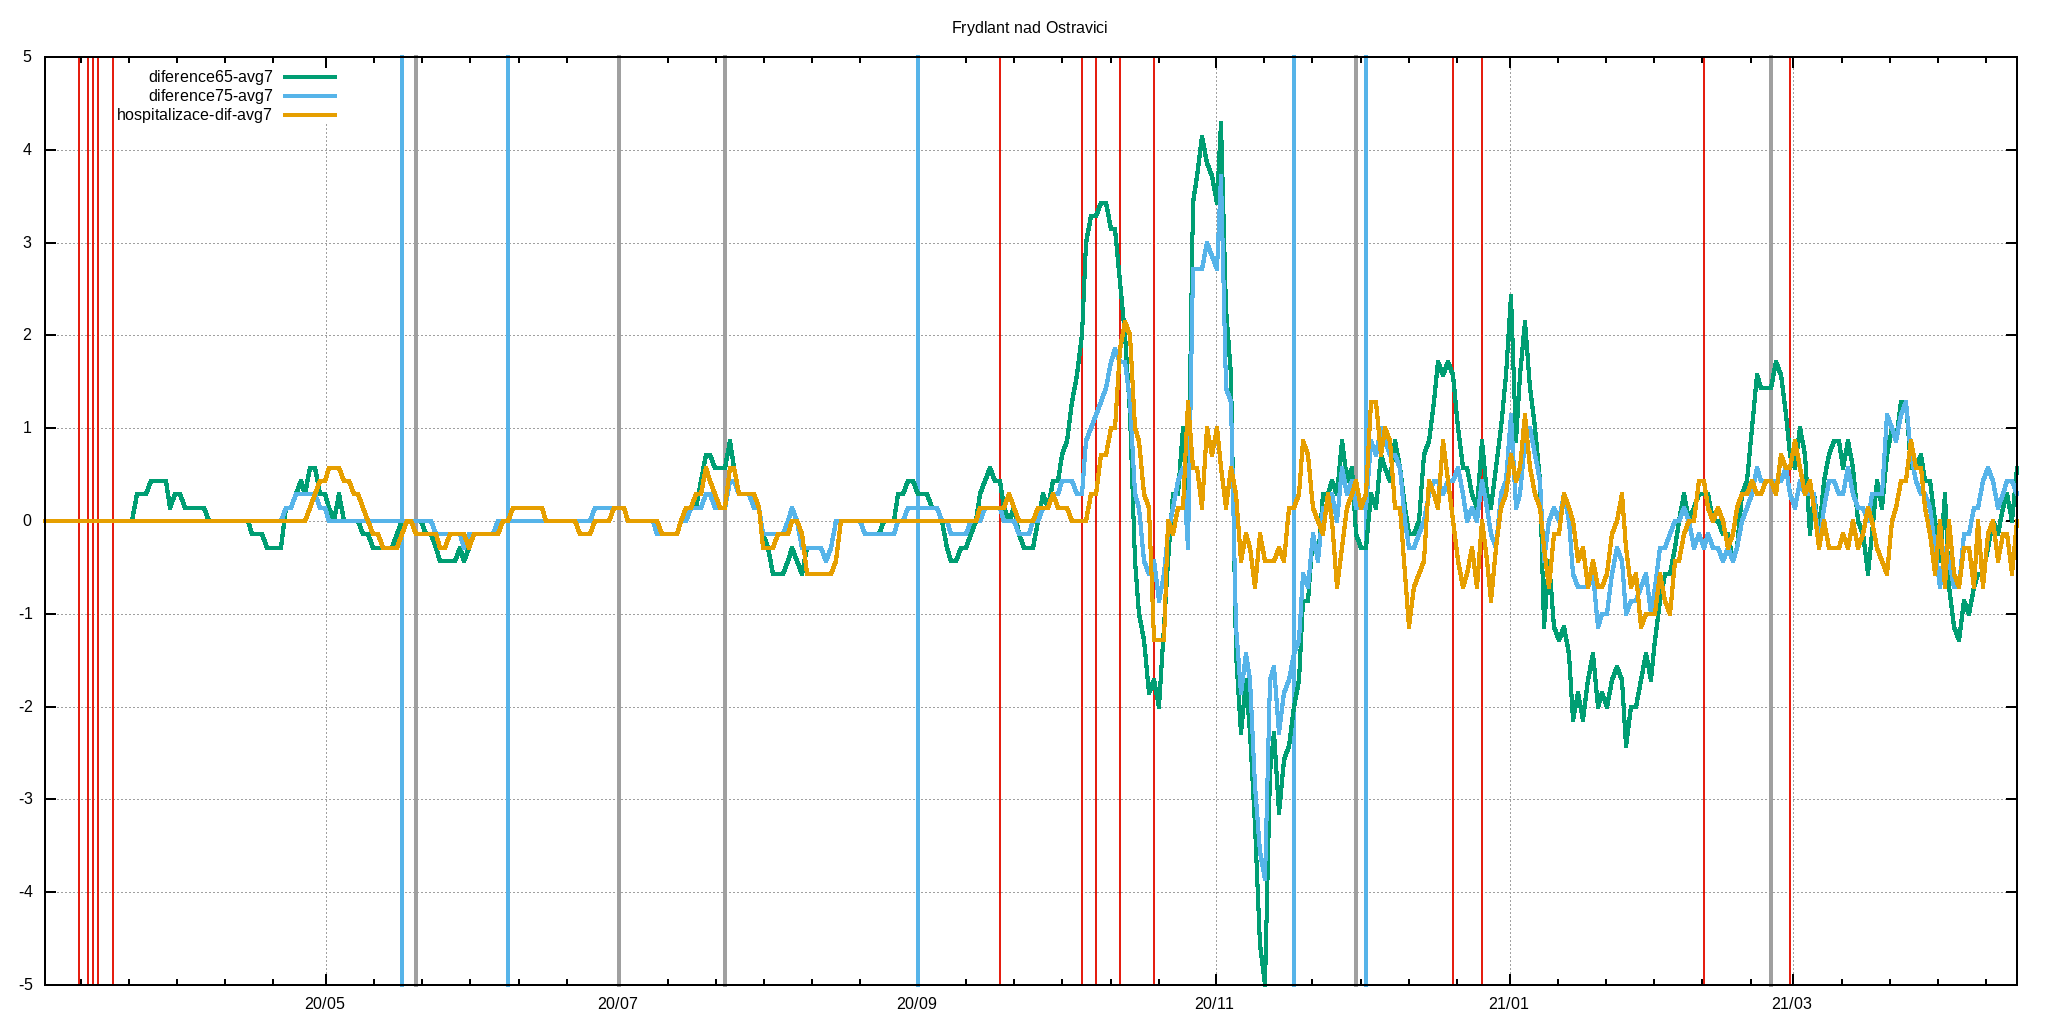 Frydlant nad Ostravici
5
diference65-avg7
diference75-avg7
hospitalizace-dif-avg7
4
3
2
1
0
-1
-2
-3
-4
-5
20/05 20/07 20/09 20/11 21/01 21/03